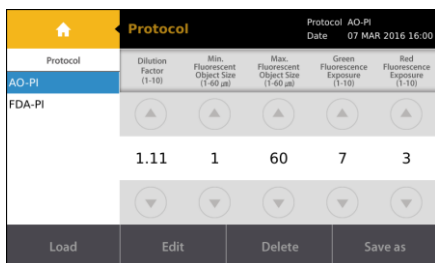 Protocol
Protocol AO-PI
Date 07 MAR 2016 16:00
Protocol
AO-PI
FDA-PI
Dilution
Factor
(1-10)
Min.
Fluorescent
Object Size
(1-60 ㎛)
Max.
Fluorescent
Object Size
(1-60 ㎛)
Green
Fluorescence
Exposure
(1-10)
Red
Fluorescence
Exposure
(1-10)
1.11 1 60 7 3
Load Edit Delete Save as